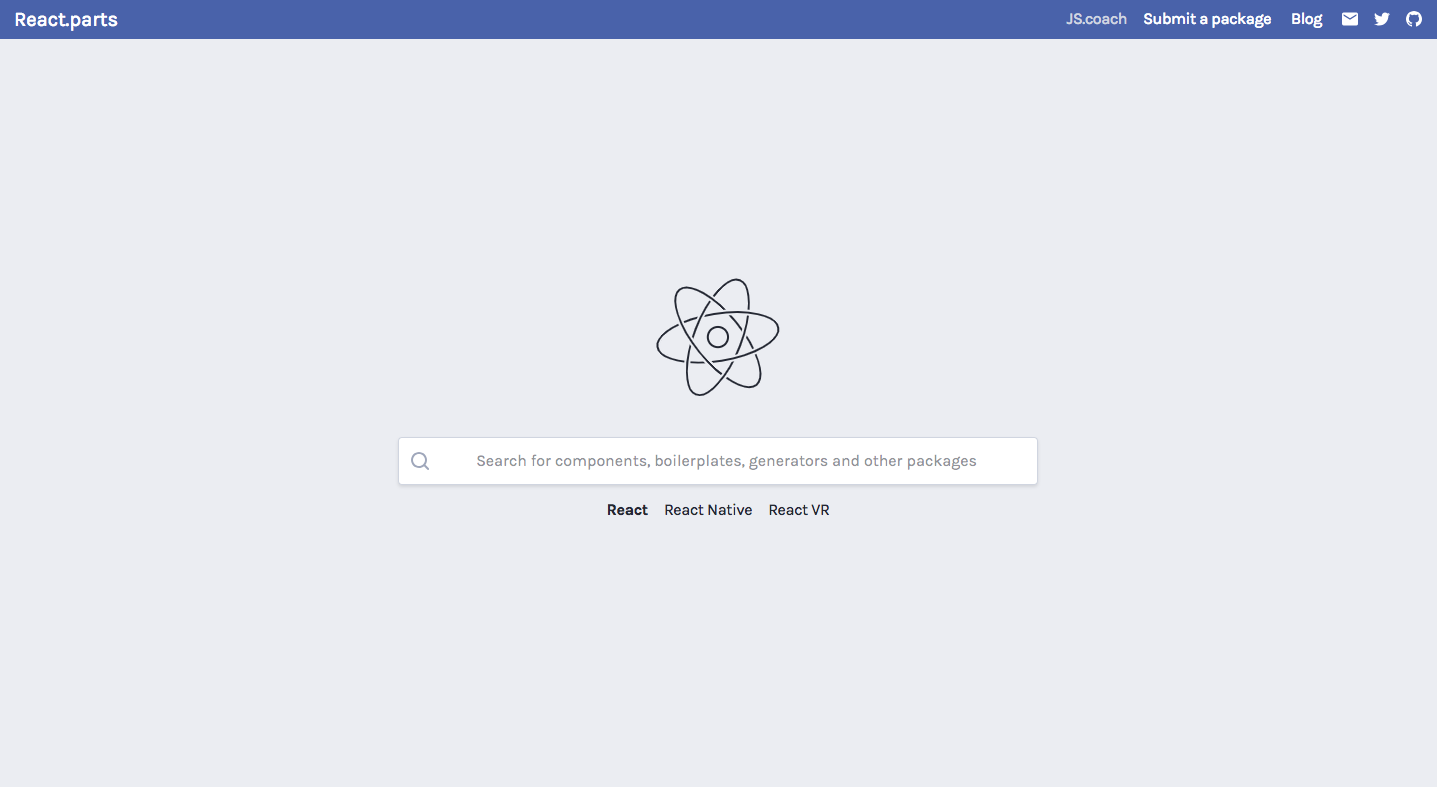 React.parts
JS.coach Submit a package Blog
Search for components, boilerplates, generators and other packages
React React Native React VR